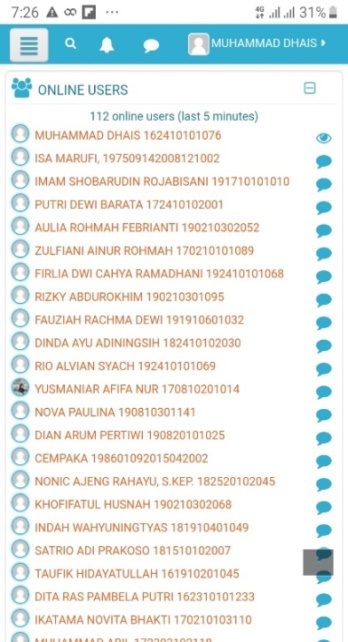 7:26 4G 31%
MUHAMMAD DHAIS
ONLINE USERS
112 online users (last 5 minutes)
MUHAMMAD DHAIS 162410101076
ISA MARUFI, 197509142008121002
IMAM SHOBARUDIN ROJABISANI 191710101010
PUTRI DEWI BARATA 172410102001
AULIA ROHMAH FEBRIANTI 190210302052
ZULFIANI AINUR ROHMAH 170210101089
FIRLIA DWI CAHYA RAMADHANI 192410101068
RIZKY ABDUROKHIM 190210301095
FAUZIAH RACHMA DEWI 191910601032
DINDA AYU ADININGSIH 182410102030
RIO ALVIAN SYACH 192410101069
YUSMANIAR AFIFA NUR 170810201014
NOVA PAULINA 190810301141
DIAN ARUM PERTIWI 190820101025
CEMPAKA 198601092015042002
NONIC AJENG RAHAYU, S.KEP. 182520102045
KHOFIFATUL HUSNAH 190210302068
INDAH WAHYUNINGTYAS 181910401049
SATRIO ADI PRAKOSO 181510102007
TAUFIK HIDAYATULLAH 161910201045
DITA RAS PAMBELA PUTRI 162310101233
IKATAMA NOVITA BHAKTI 170210103110